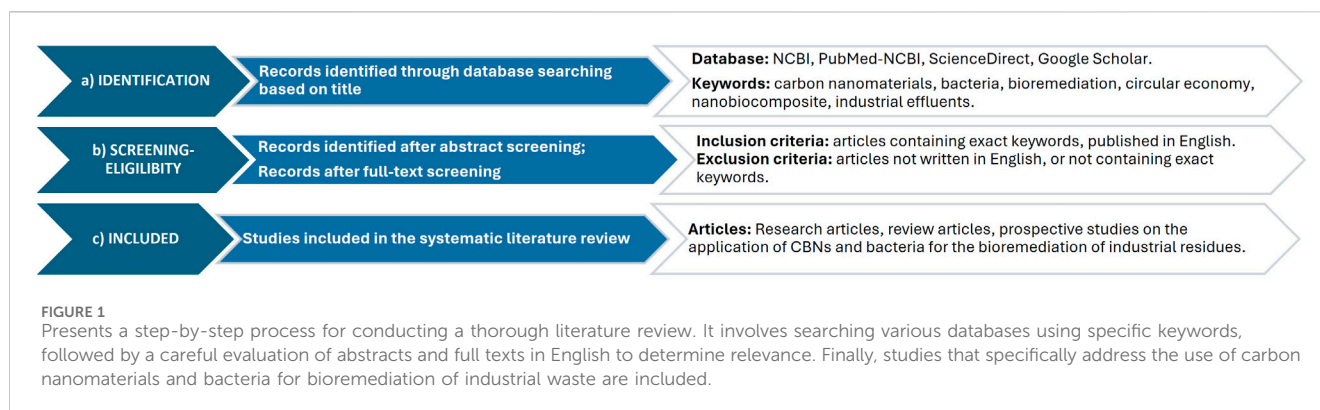 a) IDENTIFICATION
Records identified through database searching
based on title
Database: NCBI, PubMed-NCBI, ScienceDirect, Google Scholar.
Keywords: carbon nanomaterials, bacteria, bioremediation, circular economy,
nanobiocomposite, industrial effluents.
b) SCREENING-
ELIGILIBITY
Records identified after abstract screening;
Records after full-text screening
Inclusion criteria: articles containing exact keywords, published in English.
Exclusion criteria: articles not written in English, or not containing exact
keywords.
c) INCLUDED
Studies included in the systematic literature review
Articles: Research articles, review articles, prospective studies on the
application of CBNs and bacteria for the bioremediation of industrial residues.
FIGURE 1
Presents a step-by-step process for conducting a thorough literature review. It involves searching various databases using specific keywords,
followed by a careful evaluation of abstracts and full texts in English to determine relevance. Finally, studies that specifically address the use of carbon
nanomaterials and bacteria for bioremediation of industrial waste are included.